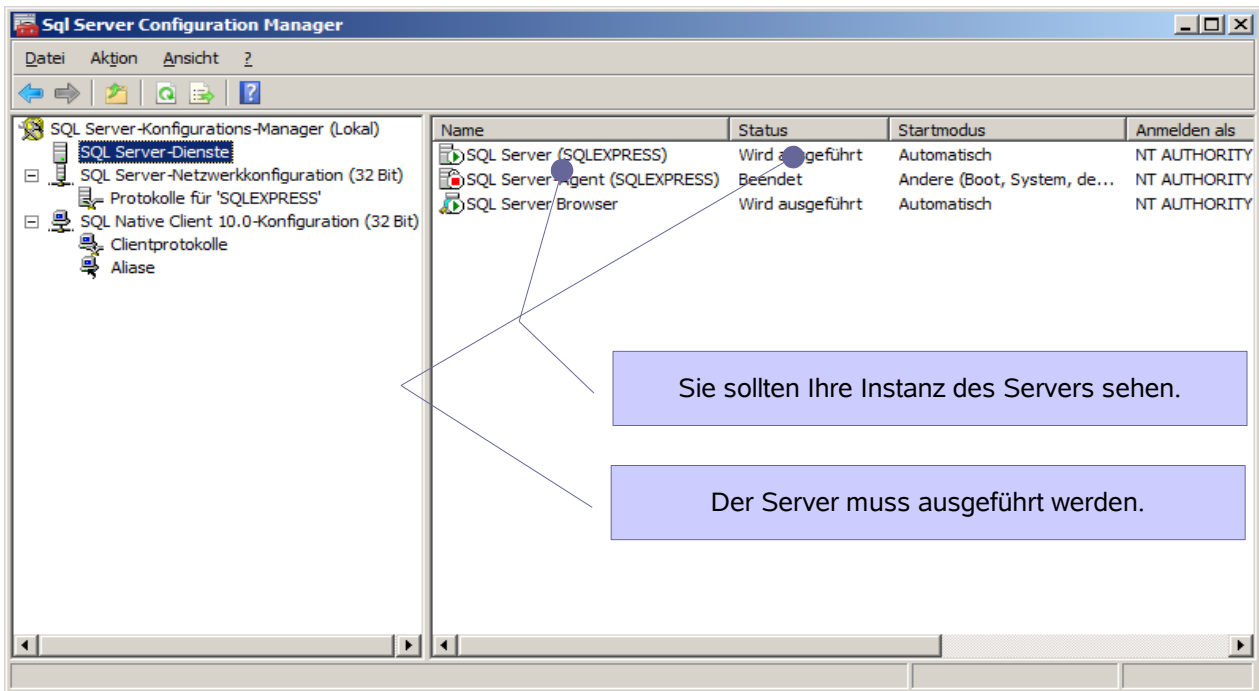 Sql Server Configuration Manager
Datei Aktion Ansicht ?
SQL Server-Konfigurations-Manager (Lokal)
SQL Server-Dienste
SQL Server-Netzwerkkonfiguration (32 Bit)
Protokolle für 'SQLEXPRESS'
SQL Native Client 10.0-Konfiguration (32 Bit)
Clientprotokolle
Aliase
Name Status Startmodus Anmelden als
SQL Server (SQLEXPRESS) Wird ausgeführt Automatisch NT AUTHORITY
SQL Server-Agent (SQLEXPRESS) Beendet Andere (Boot, System, de... NT AUTHORITY
SQL Server Browser Wird ausgeführt Automatisch NT AUTHORITY
Sie sollten Ihre Instanz des Servers sehen.
Der Server muss ausgeführt werden.